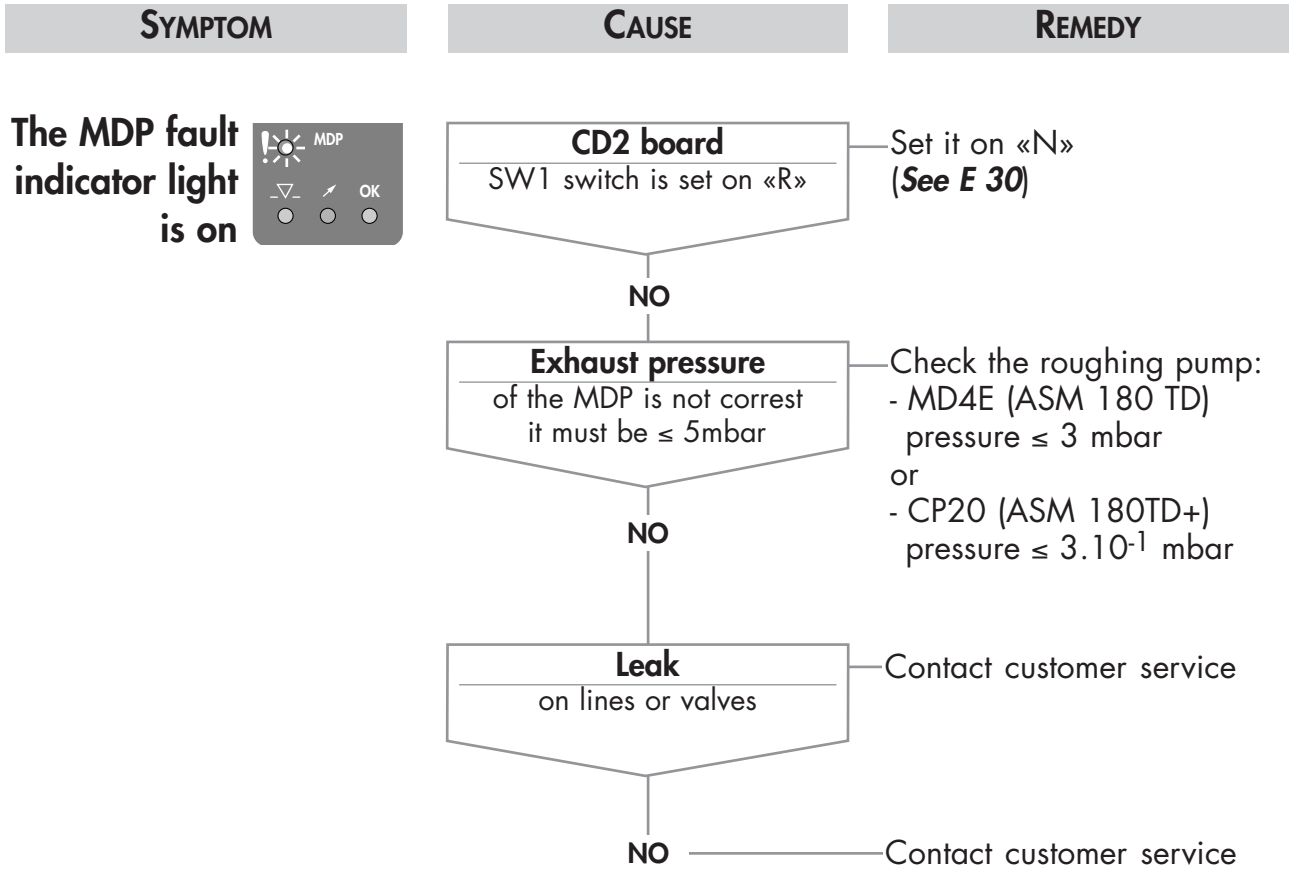 SYMPTOM
CAUSE
REMEDY
The MDP fault
indicator light
is on
! MDP
OK
CD2 board
SW1 switch is set on «R»
Set it on «N»
(See E 30)
NO
Exhaust pressure
of the MDP is not correst
it must be ≤ 5mbar
Check the roughing pump:
- MD4E (ASM 180 TD)
pressure ≤ 3 mbar
or
- CP20 (ASM 180TD+)
pressure ≤ 3.10-1 mbar
NO
Leak
on lines or valves
Contact customer service
NO
Contact customer service